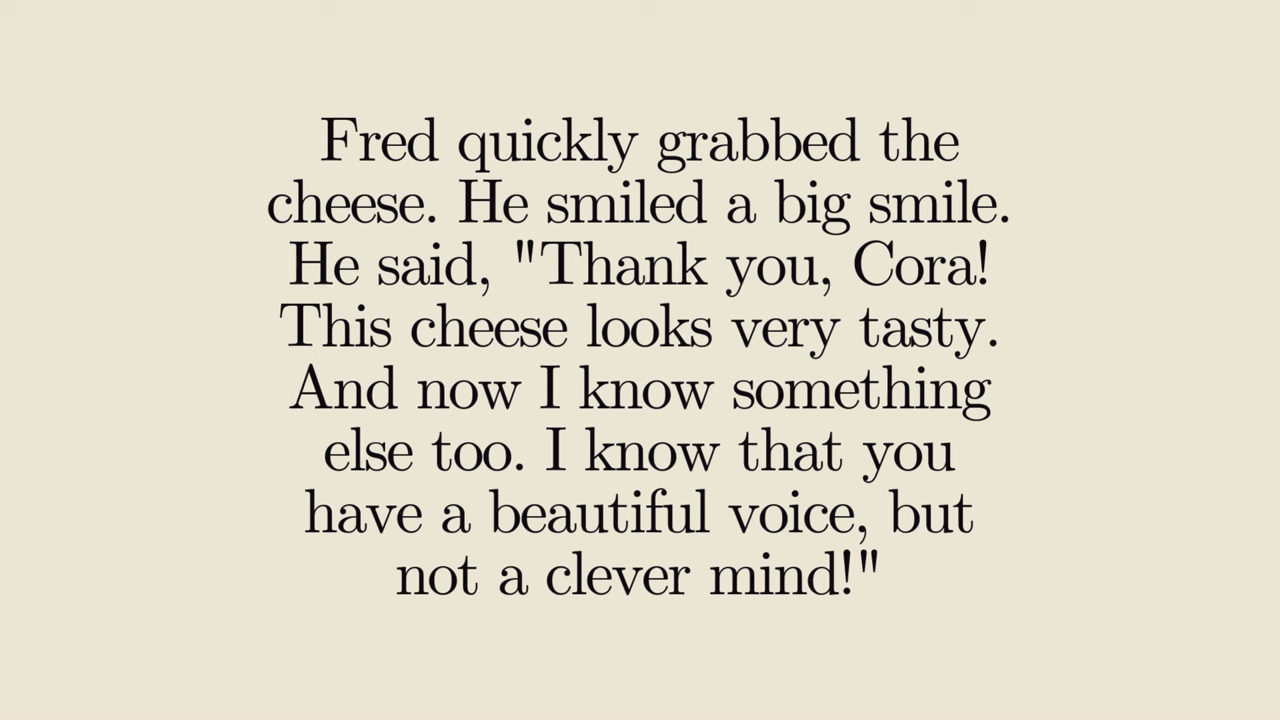 Fred quickly grabbed the
cheese. He smiled a big smile.
He said, "Thank you, Cora!
This cheese looks very tasty.
And now I know something
else too. I know that you
have a beautiful voice, but
not a clever mind!"